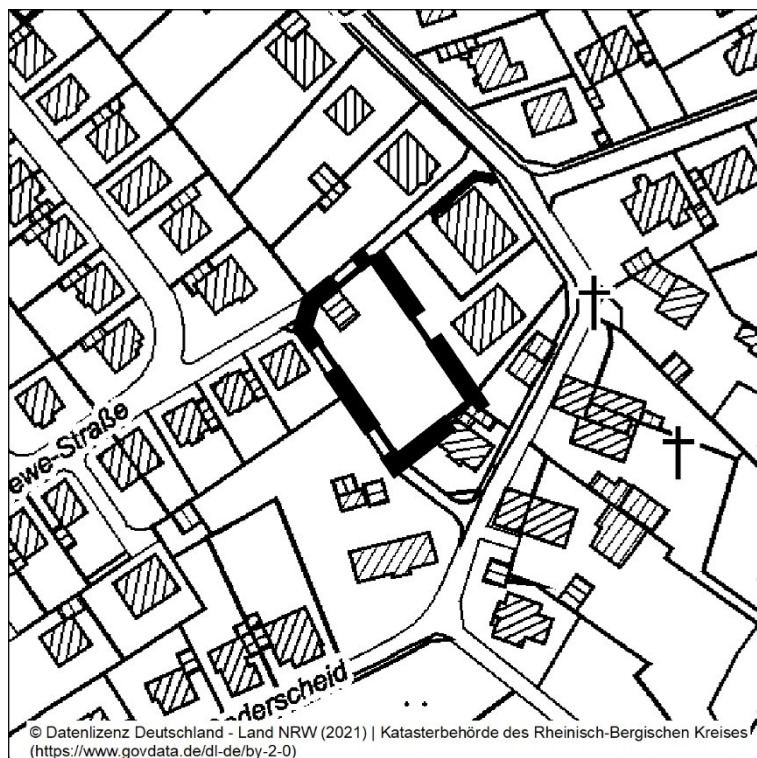 ewe-Straße
© Datenlizenz Deutschland - Land NRW (2021) | Katasterbehörde des Rheinisch-Bergischen Kreises
(https://www.govdata.de/dl-de/by-2-0)